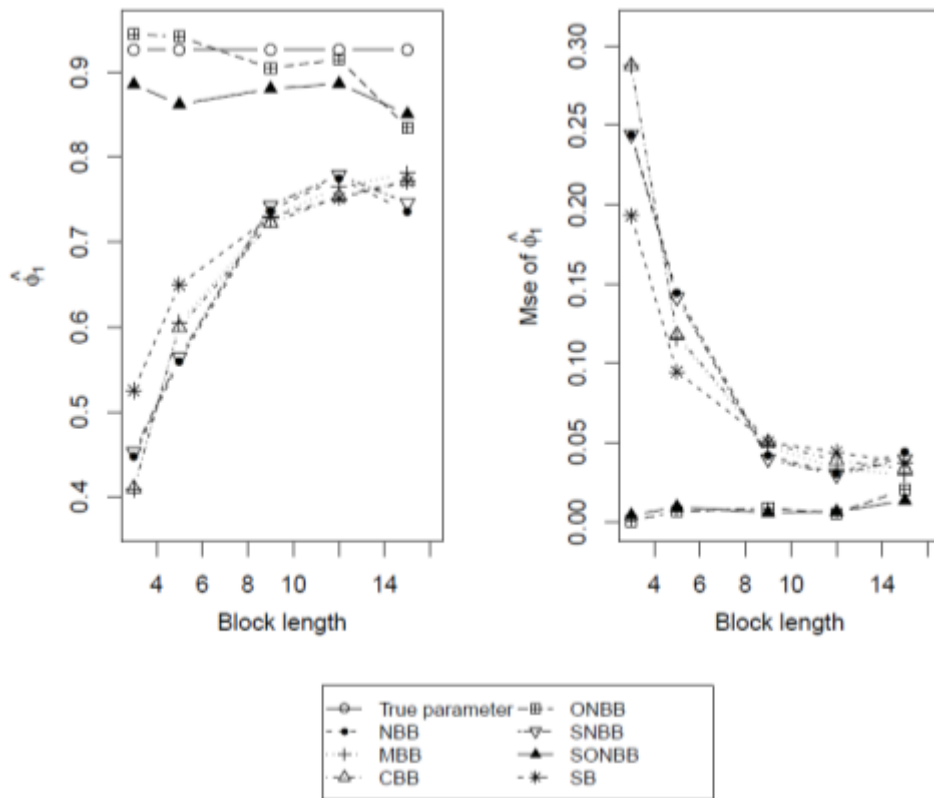 0.9
0.8
0.7
0.6
0.5
0.4
ϕ̂₁
4 6 8 10 12 14
Block length
0.30
0.25
0.20
0.15
0.10
0.05
0.00
Mse of ϕ̂₁
4 6 8 10 12 14
Block length
True parameter
NBB
MBB
CBB
ONBB
SNBB
SONBB
SB